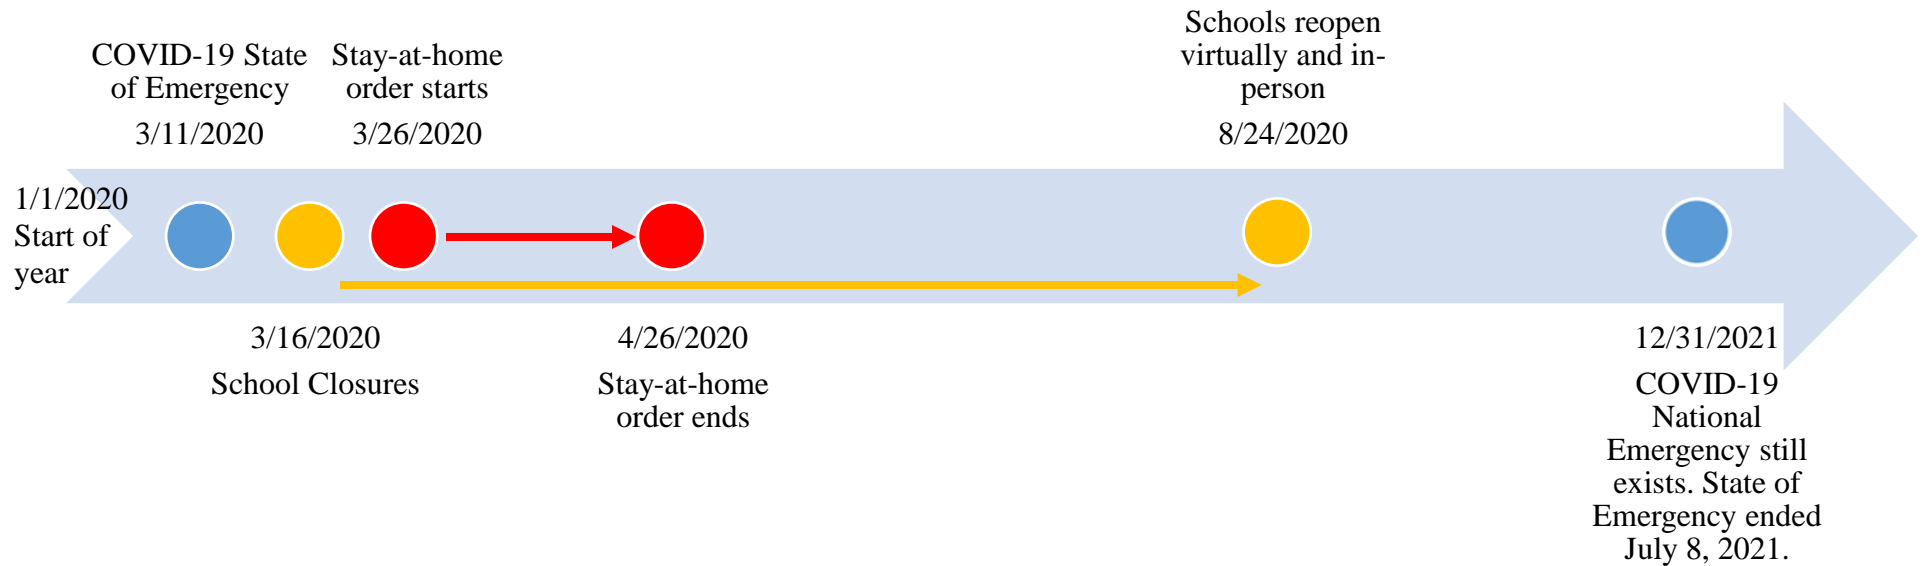 1/1/2020
Start of
year
COVID-19 State
of Emergency
3/11/2020
Stay-at-home
order starts
3/26/2020
Schools reopen
virtually and in-
person
8/24/2020
3/16/2020
School Closures
4/26/2020
Stay-at-home
order ends
12/31/2021
COVID-19
National
Emergency still
exists. State of
Emergency ended
July 8, 2021.